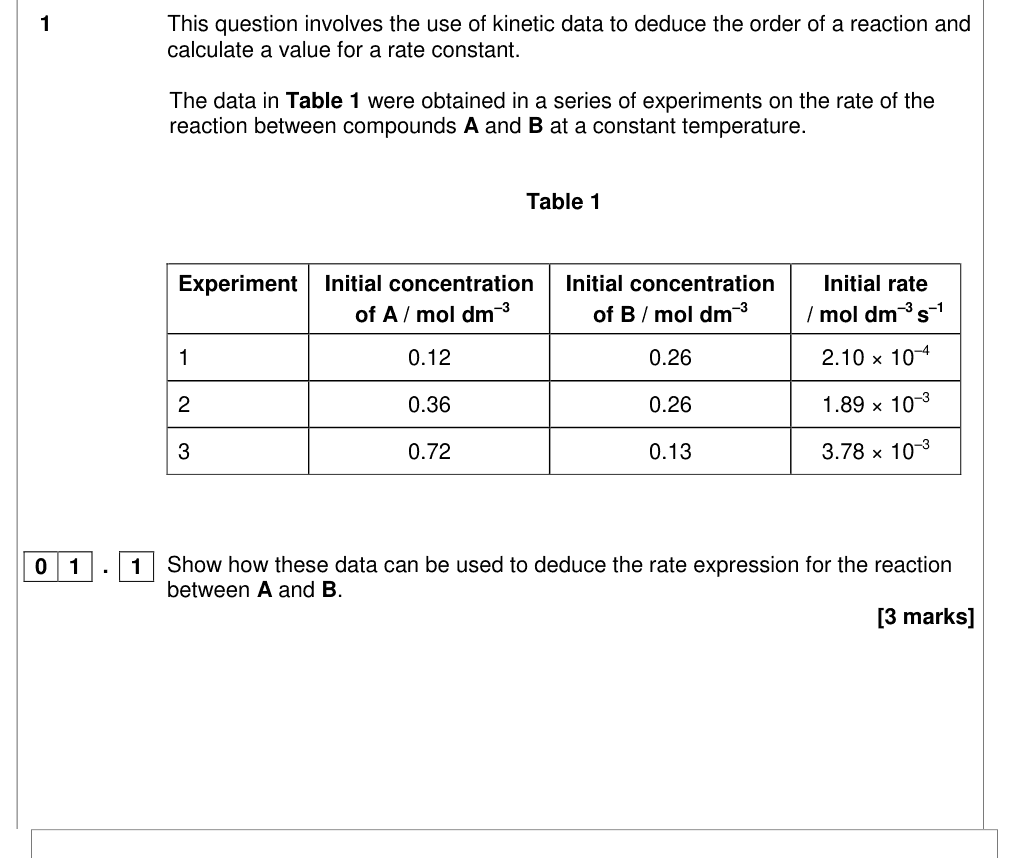 1
This question involves the use of kinetic data to deduce the order of a reaction and
calculate a value for a rate constant.
The data in Table 1 were obtained in a series of experiments on the rate of the
reaction between compounds A and B at a constant temperature.
Table 1
Experiment Initial concentration of A / mol dm⁻³ Initial concentration of B / mol dm⁻³ Initial rate / mol dm⁻³ s⁻¹
1 0.12 0.26 2.10 × 10⁻⁴
2 0.36 0.26 1.89 × 10⁻³
3 0.72 0.13 3.78 × 10⁻³
0 1 . 1 Show how these data can be used to deduce the rate expression for the reaction
between A and B.
[3 marks]